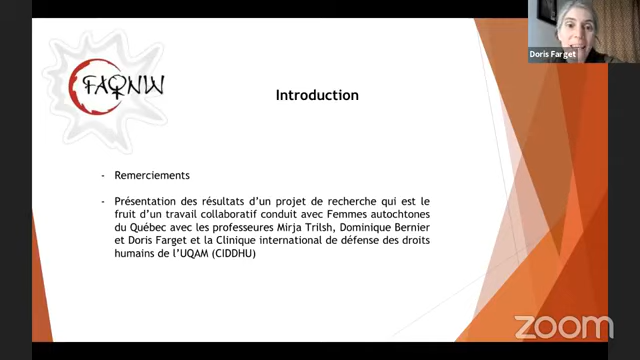 Doris Farget
FAQNW
Introduction
- Remerciements
- Présentation des résultats d'un projet de recherche qui est le
fruit d'un travail collaboratif conduit avec Femmes autochtones
du Québec avec les professeures Mirja Trilsh, Dominique Bernier
et Doris Farget et la Clinique international de défense des droits
humains de l'UQAM (CIDDHU)
zoom